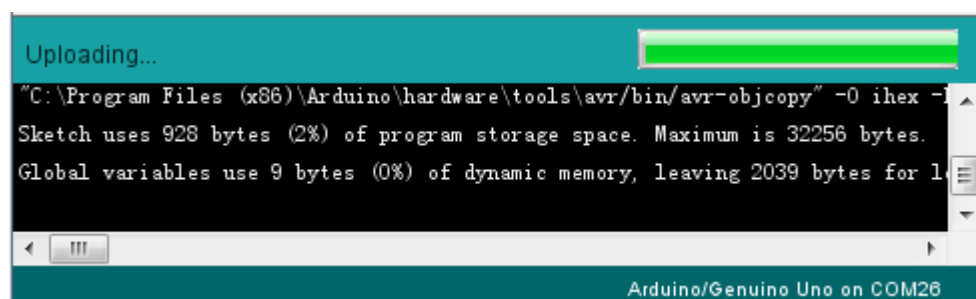 Uploading...
"C:\Program Files (x86)\Arduino\hardware\tools\avr/bin/avr-objcopy" -O ihex
Sketch uses 928 bytes (2%) of program storage space. Maximum is 32256 bytes.
Global variables use 9 bytes (0%) of dynamic memory, leaving 2039 bytes for
Arduino/Genuino Uno on COM26